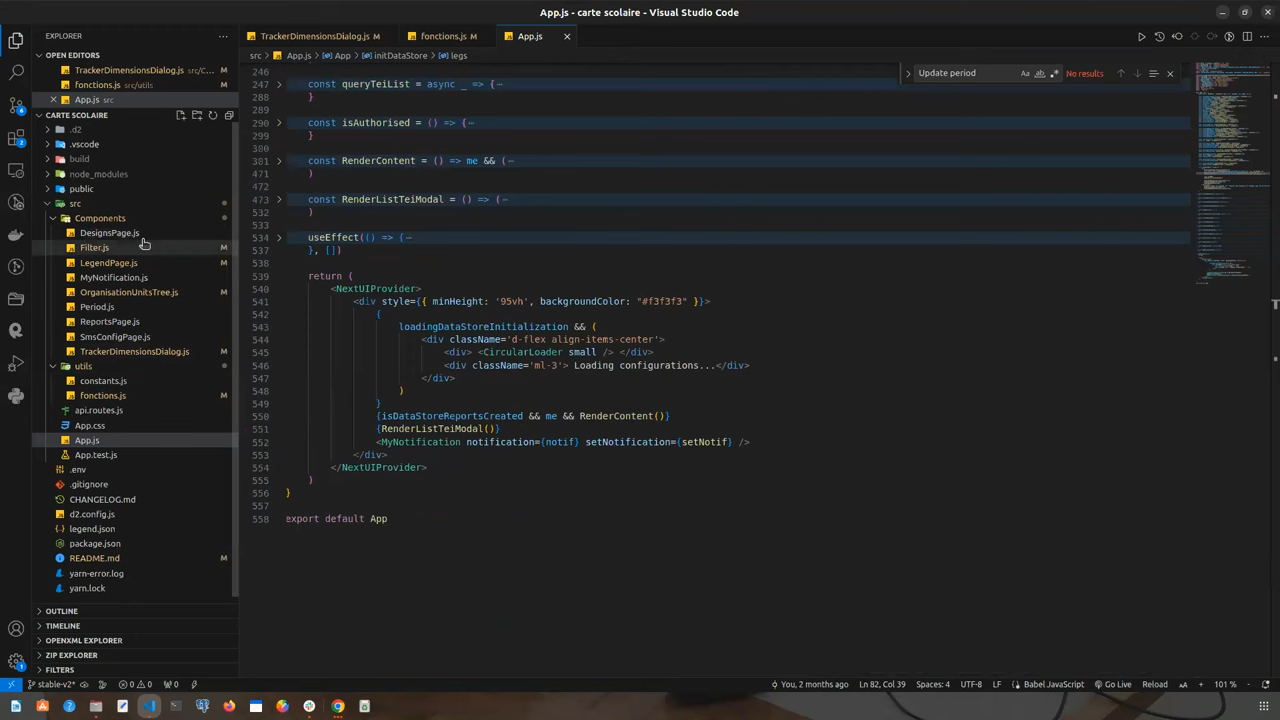 App.js - carte scolaire - Visual Studio Code
EXPLORER
OPEN EDITORS
TrackerDimensionsDialog.js src/C... M
fonctions.js src/utils M
App.js src
CARTE SCOLAIRE
.d2
.vscode
build
node_modules
public
src
Components
DesignsPage.js
Filter.js M
LegendPage.js M
MyNotification.js
OrganisationUnitsTree.js M
Period.js
ReportsPage.js
SmsConfigPage.js
TrackerDimensionsDialog.js M
utils
constants.js
fonctions.js M
api.routes.js
App.css
App.js
App.test.js
.env
.gitignore
CHANGELOG.md
d2.config.js
legend.json
package.json
README.md M
yarn-error.log
yarn.lock
OUTLINE
TIMELINE
OPENXML EXPLORER
ZIP EXPLORER
FILTERS
TrackerDimensionsDialog.js M
fonctions.js M
App.js
src > App.js > App > initDataStore > legs
Update period
Aa ab .* No results
246
247 const queryTeiList = async _ => {⋯
288 }
289
290 const isAuthorised = () => {⋯
299 }
300
381 const RenderContent = () => me && (⋯
471 )
472
473 const RenderListTeiModal = () => (⋯
532 )
533
534 useEffect(() => {⋯
537 }, [])
538
539 return (
540 <NextUIProvider>
541 <div style={{ minHeight: '95vh', backgroundColor: "#f3f3f3" }}>
542 {
543 loadingDataStoreInitialization && (
544 <div className='d-flex align-items-center'>
545 <div> <CircularLoader small /> </div>
546 <div className='ml-3'> Loading configurations...</div>
547 </div>
548 )
549 }
550 {isDataStoreReportsCreated && me && RenderContent()}
551 {RenderListTeiModal()}
552 <MyNotification notification={notif} setNotification={setNotif} />
553 </div>
554 </NextUIProvider>
555 )
556 }
557
558 export default App
stable-v2* 0 0 0 You, 2 months ago Ln 82, Col 39 Spaces: 4 UTF-8 LF Babel JavaScript Go Live Reload 101 %